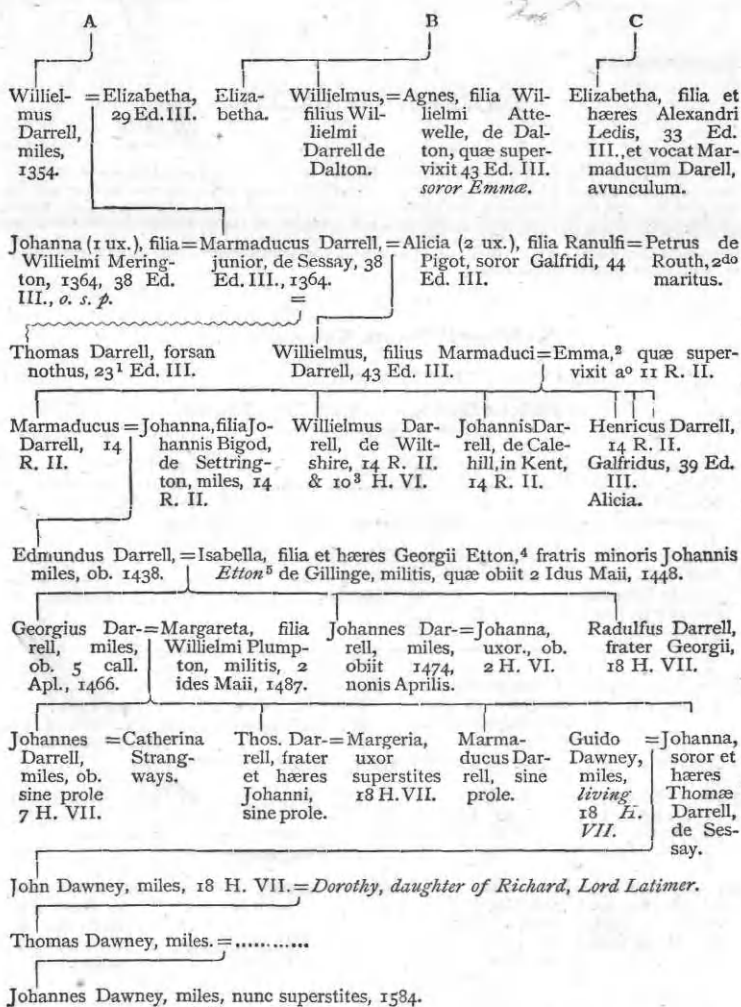 A B C
Williel- = Elizabetha, Eliza- Willielmus, = Agnes, filia Wil- Elizabetha, filia et
mus 29 Ed. III. betha. filius Wil- lielmi Atte- hæres Alexandri
Darrell, lielmi welle, de Dal- Ledis, 33 Ed.
miles, Darrell de ton, quæ super- III., et vocat Mar-
1354. Dalton. vixit 43 Ed. III. maducum Darell,
soror Emmæ. avunculum.
Johanna (1 ux.), filia = Marmaducus Darrell, = Alicia (2 ux.), filia Ranulfi = Petrus de
Willielmi Mering- junior, de Sessay, 38 Pigot, soror Galfridi, 44 Routh, 2do
ton, 1364, 38 Ed. Ed. III., 1364. Ed. III. maritus.
III., o. s. p. =
Thomas Darrell, forsan Willielmus, filius Marmaduci = Emma,² quæ super-
nothus, 23¹ Ed. III. Darrell, 43 Ed. III. vixit aº 11 R. II.
Marmaducus = Johanna, filia Jo- Willielmus Dar- Johannis Dar- Henricus Darrell,
Darrell, 14 hannis Bigod, rell, de Wilt- rell, de Cale- 14 R. II.
R. II. de Settring- shire, 14 R. II. hill, in Kent, Galfridus, 39 Ed.
ton, miles, 14 & 10³ H. VI. 14 R. II. III.
R. II. Alicia.
Edmundus Darrell, = Isabella, filia et hæres Georgii Etton,⁴ fratris minoris Johannis
miles, ob. 1438. Etton⁵ de Gillinge, militis, quæ obiit 2 Idus Maii, 1448.
Georgius Dar- = Margareta, filia Johannes Dar- = Johanna, Radulfus Darrell,
rell, miles, Willielmi Plump- rell, miles, uxor., ob. frater Georgii,
ob. 5 call. ton, militis, 2 obiit 1474, 2 H. VI. 18 H. VII.
Apl., 1466. ides Maii, 1487. nonis Aprilis.
Johannes = Catherina Thos. Dar- = Margeria, Marma- Guido = Johanna,
Darrell, Strang- rell, frater uxor ducus Dar- Dawney, soror et
miles, ob. ways. et hæres superstites rell, sine miles, hæres
sine prole Johanni, 18 H. VII. prole. living Thomæ
7 H. VII. sine prole. 18 H. Darrell,
VII. de Ses-
say.
John Dawney, miles, 18 H. VII. = Dorothy, daughter of Richard, Lord Latimer.
Thomas Dawney, miles. = ............
Johannes Dawney, miles, nunc superstites, 1584.